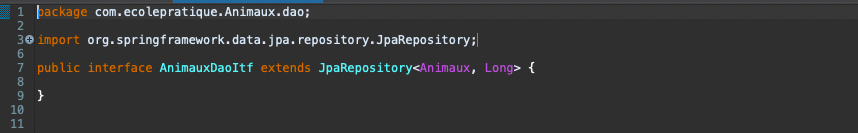 1 package com.ecolepratique.Animaux.dao;
2
3 import org.springframework.data.jpa.repository.JpaRepository;
6
7 public interface AnimauxDaoItf extends JpaRepository<Animaux, Long> {
8
9 }
10
11